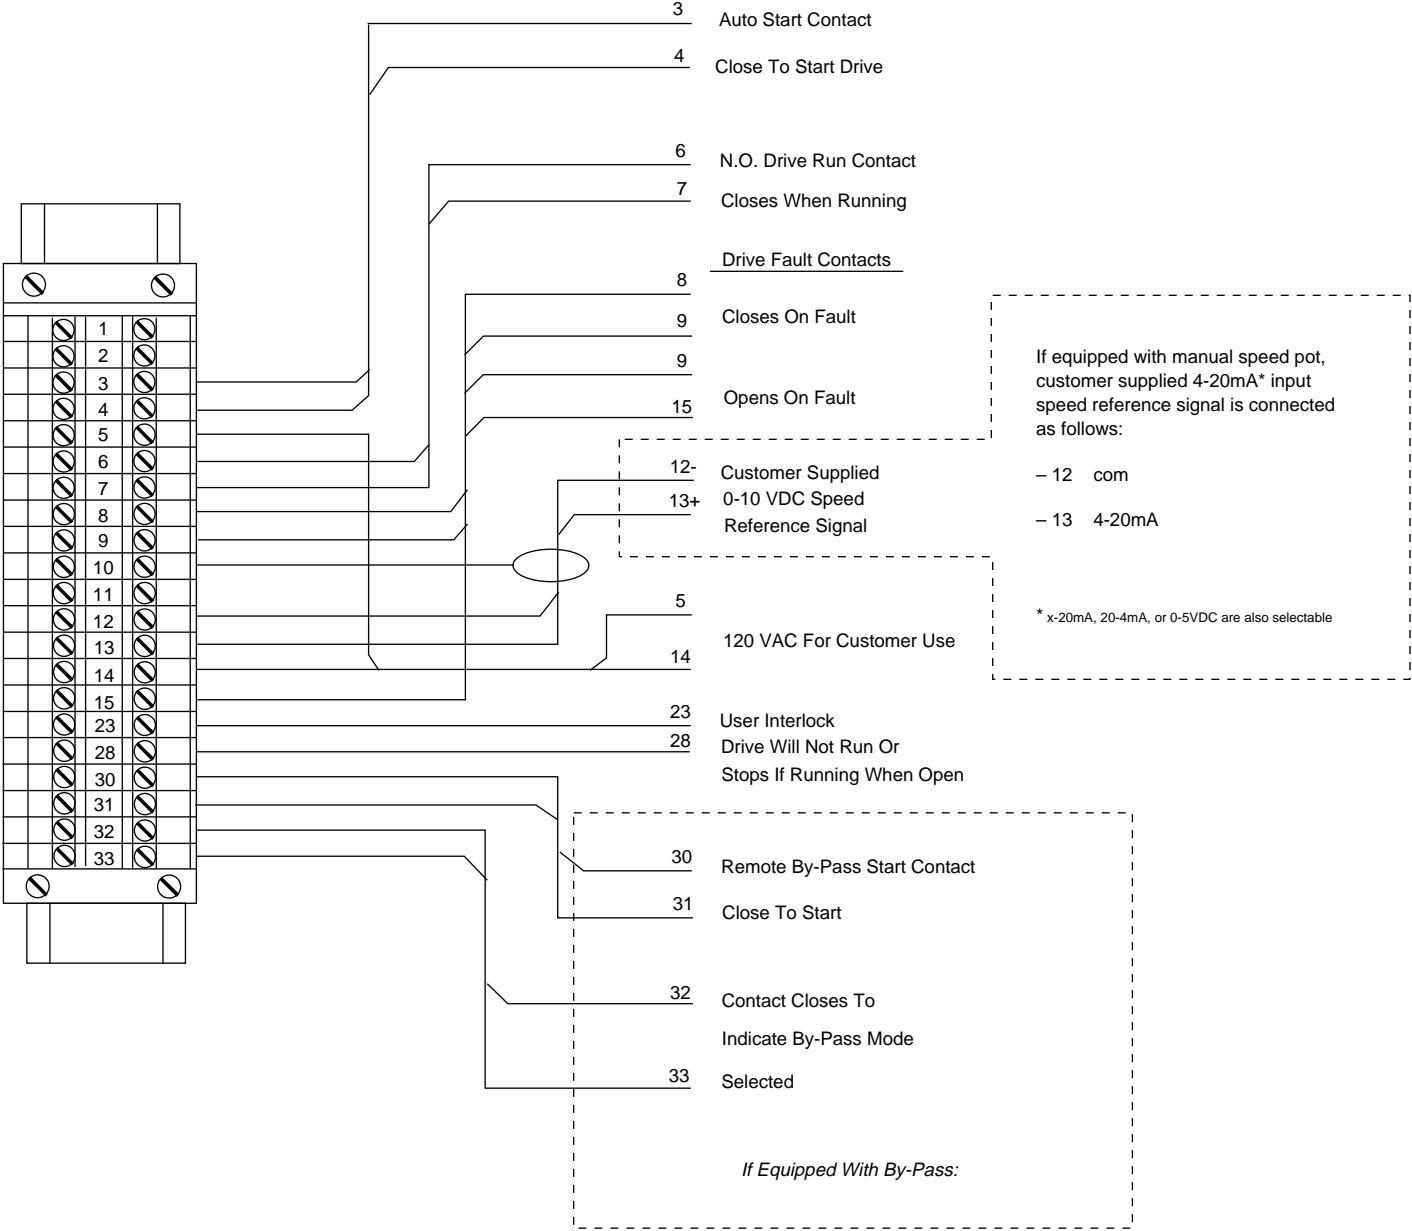 3 Auto Start Contact
4 Close To Start Drive
6 N.O. Drive Run Contact
7 Closes When Running
Drive Fault Contacts
8
Closes On Fault
9
9
Opens On Fault
15
12- Customer Supplied
13+ 0-10 VDC Speed
Reference Signal
5
120 VAC For Customer Use
14
23 User Interlock
28 Drive Will Not Run Or
Stops If Running When Open
30 Remote By-Pass Start Contact
31 Close To Start
32 Contact Closes To
Indicate By-Pass Mode
33 Selected
If Equipped With By-Pass:
If equipped with manual speed pot,
customer supplied 4-20mA* input
speed reference signal is connected
as follows:
– 12 com
– 13 4-20mA
* x-20mA, 20-4mA, or 0-5VDC are also selectable
1
2
3
4
5
6
7
8
9
10
11
12
13
14
15
23
28
30
31
32
33